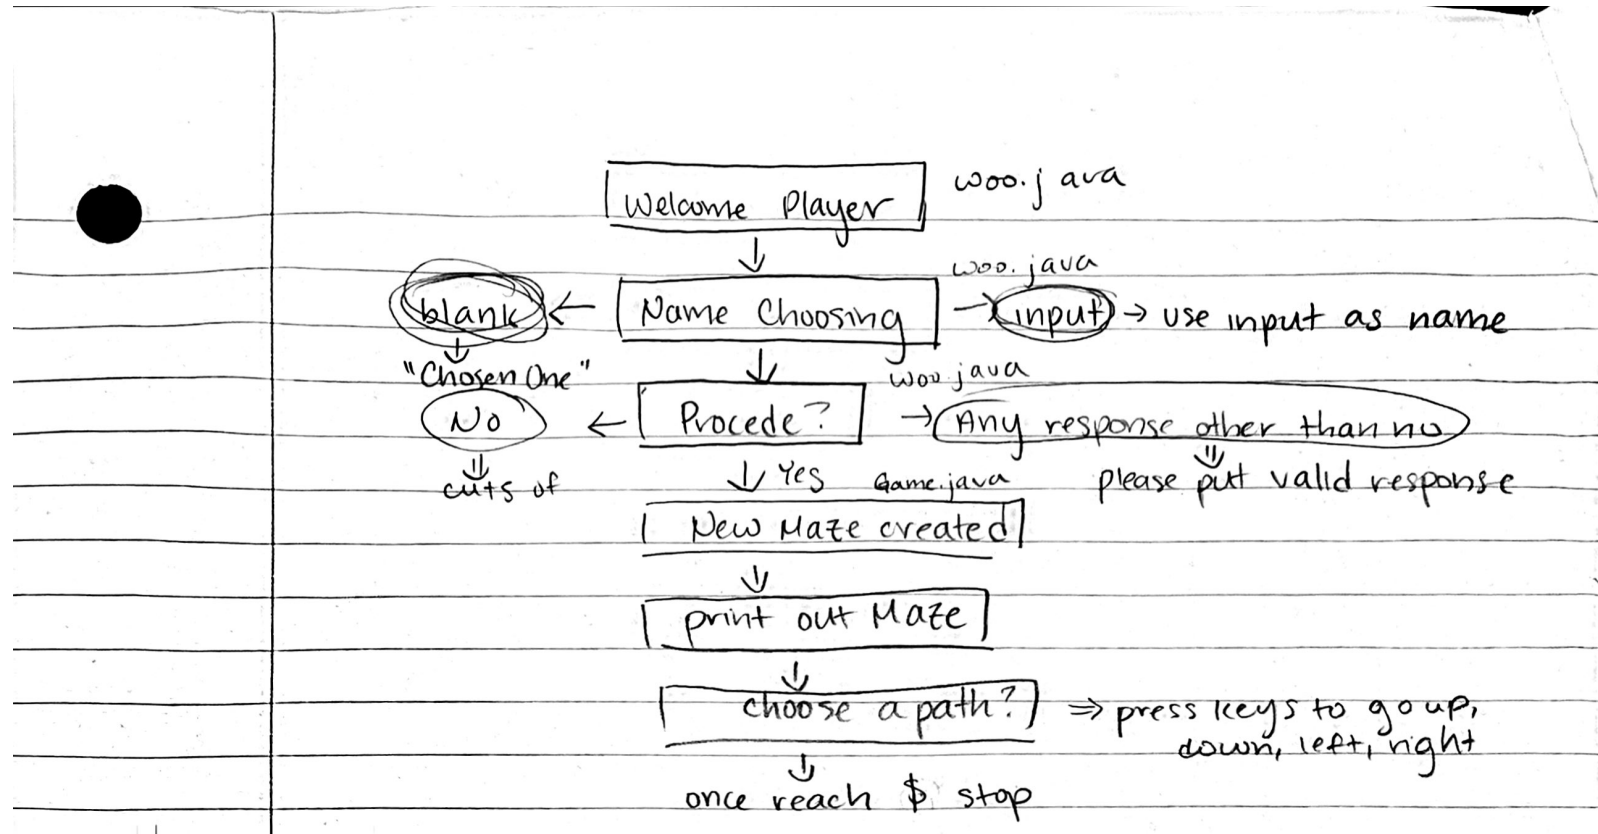 Welcome Player
woo.java
woo.java
blank
Name Choosing
input
use input as name
"Chosen One"
woo.java
No
Procede?
Any response other than no
cuts of
Yes
Game.java
please put valid response
New Maze created
print out Maze
choose a path?
press keys to go up,
down, left, right
once reach $ stop